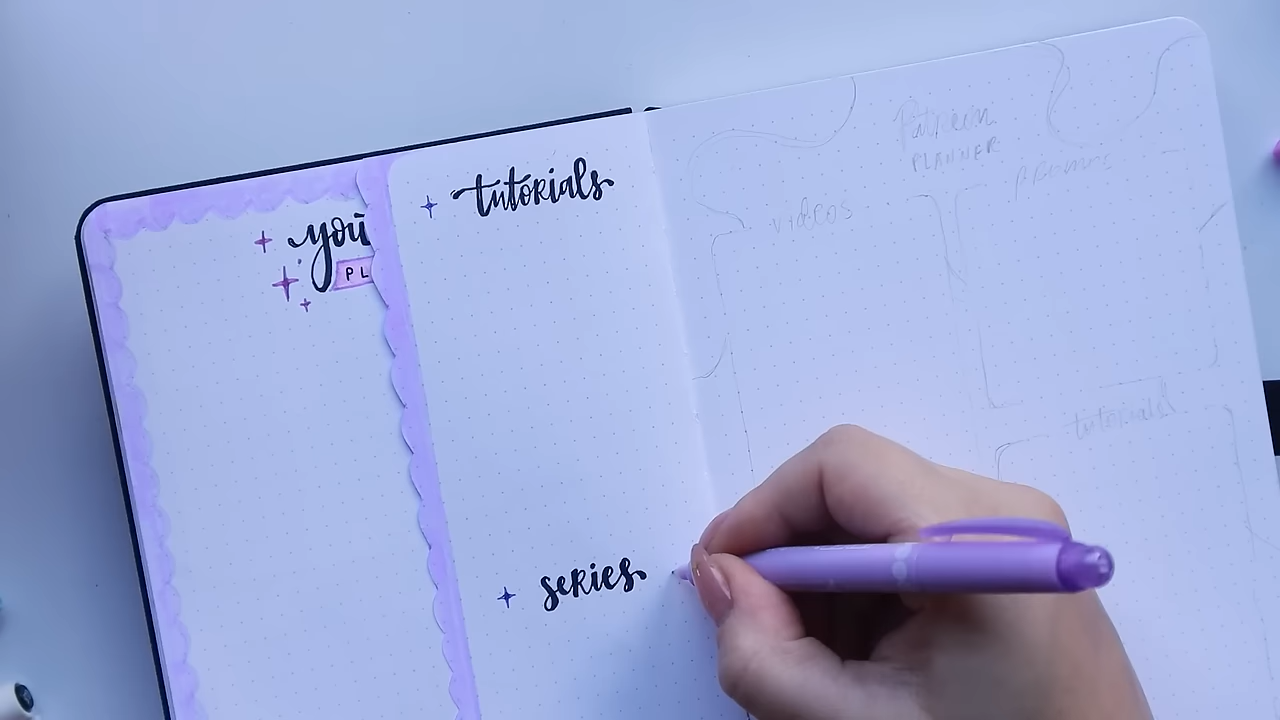 you
PL
tutorials
series
Patreon
PLANNER
videos
promos
tutorials